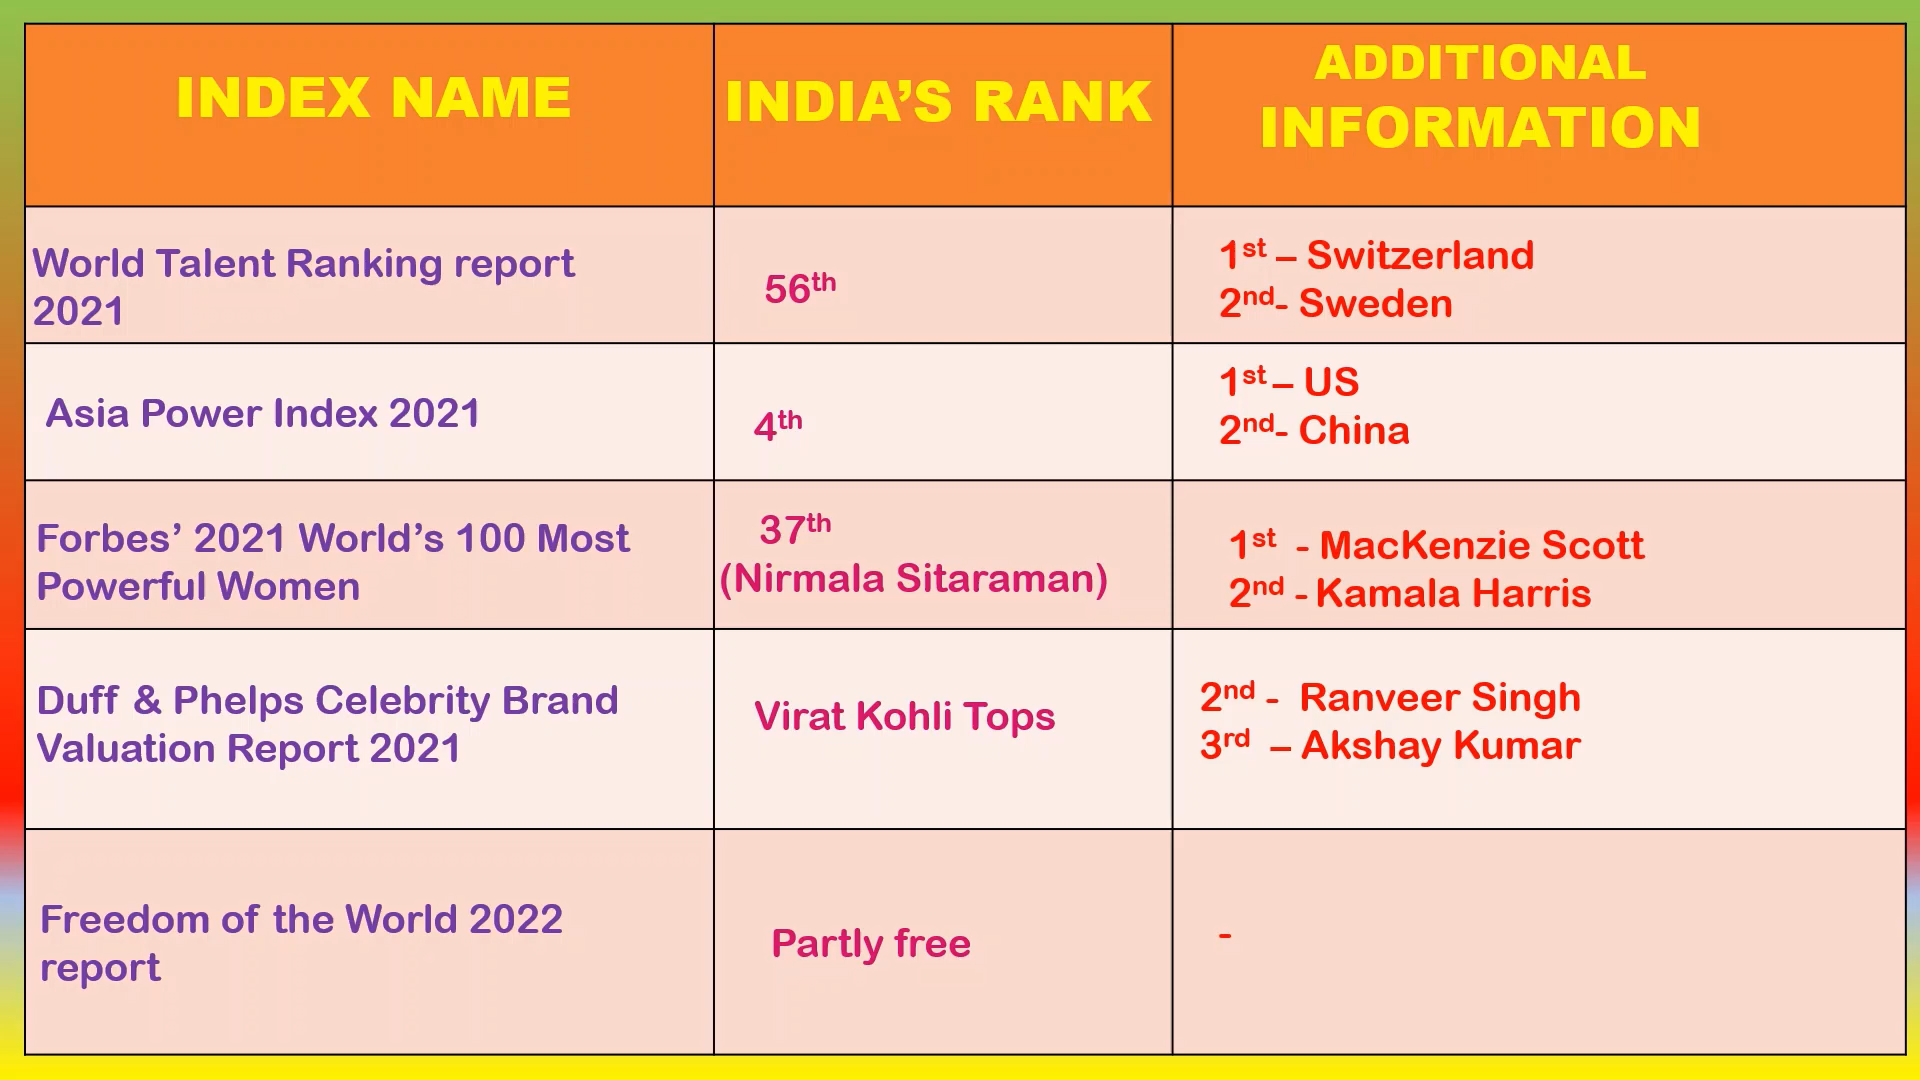 INDEX NAME
INDIA’S RANK
ADDITIONAL
INFORMATION
World Talent Ranking report
2021
56th
1st – Switzerland
2nd- Sweden
Asia Power Index 2021
4th
1st – US
2nd- China
Forbes’ 2021 World’s 100 Most
Powerful Women
37th
(Nirmala Sitaraman)
1st - MacKenzie Scott
2nd - Kamala Harris
Duff & Phelps Celebrity Brand
Valuation Report 2021
Virat Kohli Tops
2nd - Ranveer Singh
3rd – Akshay Kumar
Freedom of the World 2022
report
Partly free
-